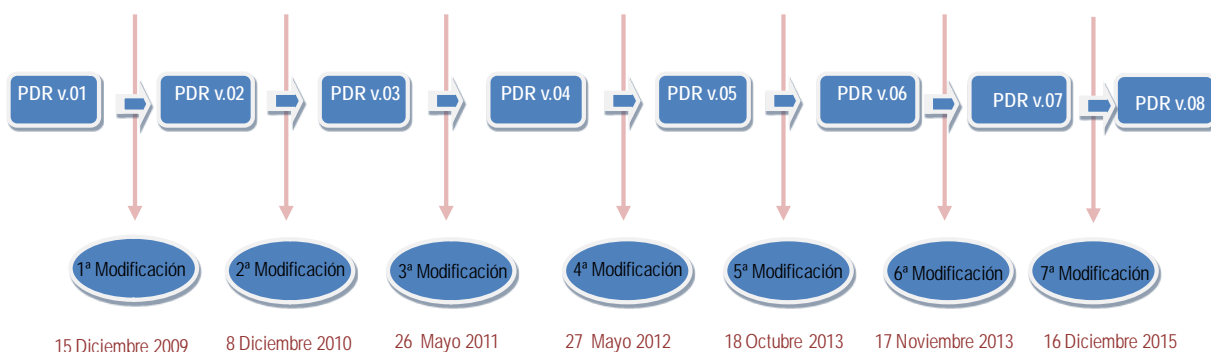 PDR v.01
PDR v.02
PDR v.03
PDR v.04
PDR v.05
PDR v.06
PDR v.07
PDR v.08
1ª Modificación
2ª Modificación
3ª Modificación
4ª Modificación
5ª Modificación
6ª Modificación
7ª Modificación
15 Diciembre 2009
8 Diciembre 2010
26 Mayo 2011
27 Mayo 2012
18 Octubre 2013
17 Noviembre 2013
16 Diciembre 2015